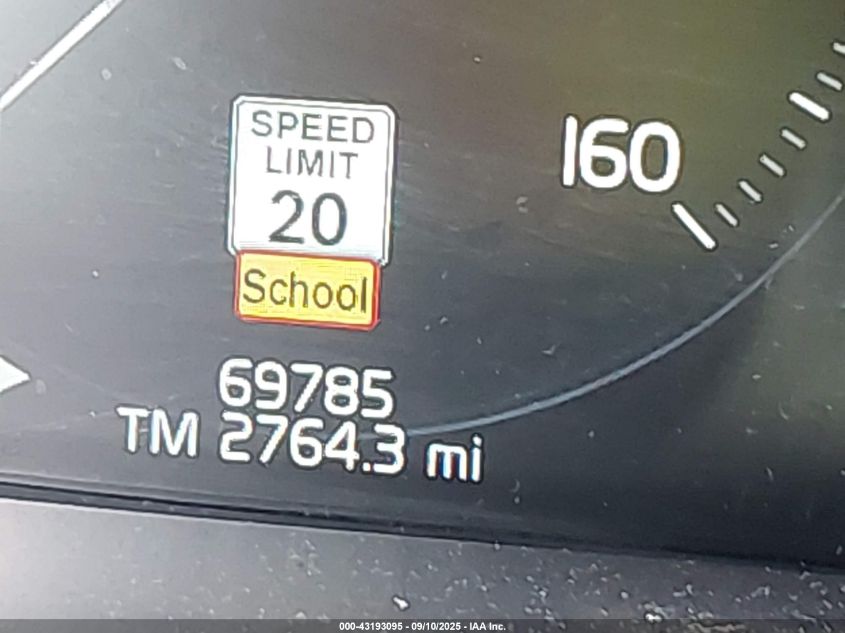 SPEED
LIMIT
20
School
160
69785
TM 2764.3 mi
000-43193095 - 09/10/2025 - IAA Inc.